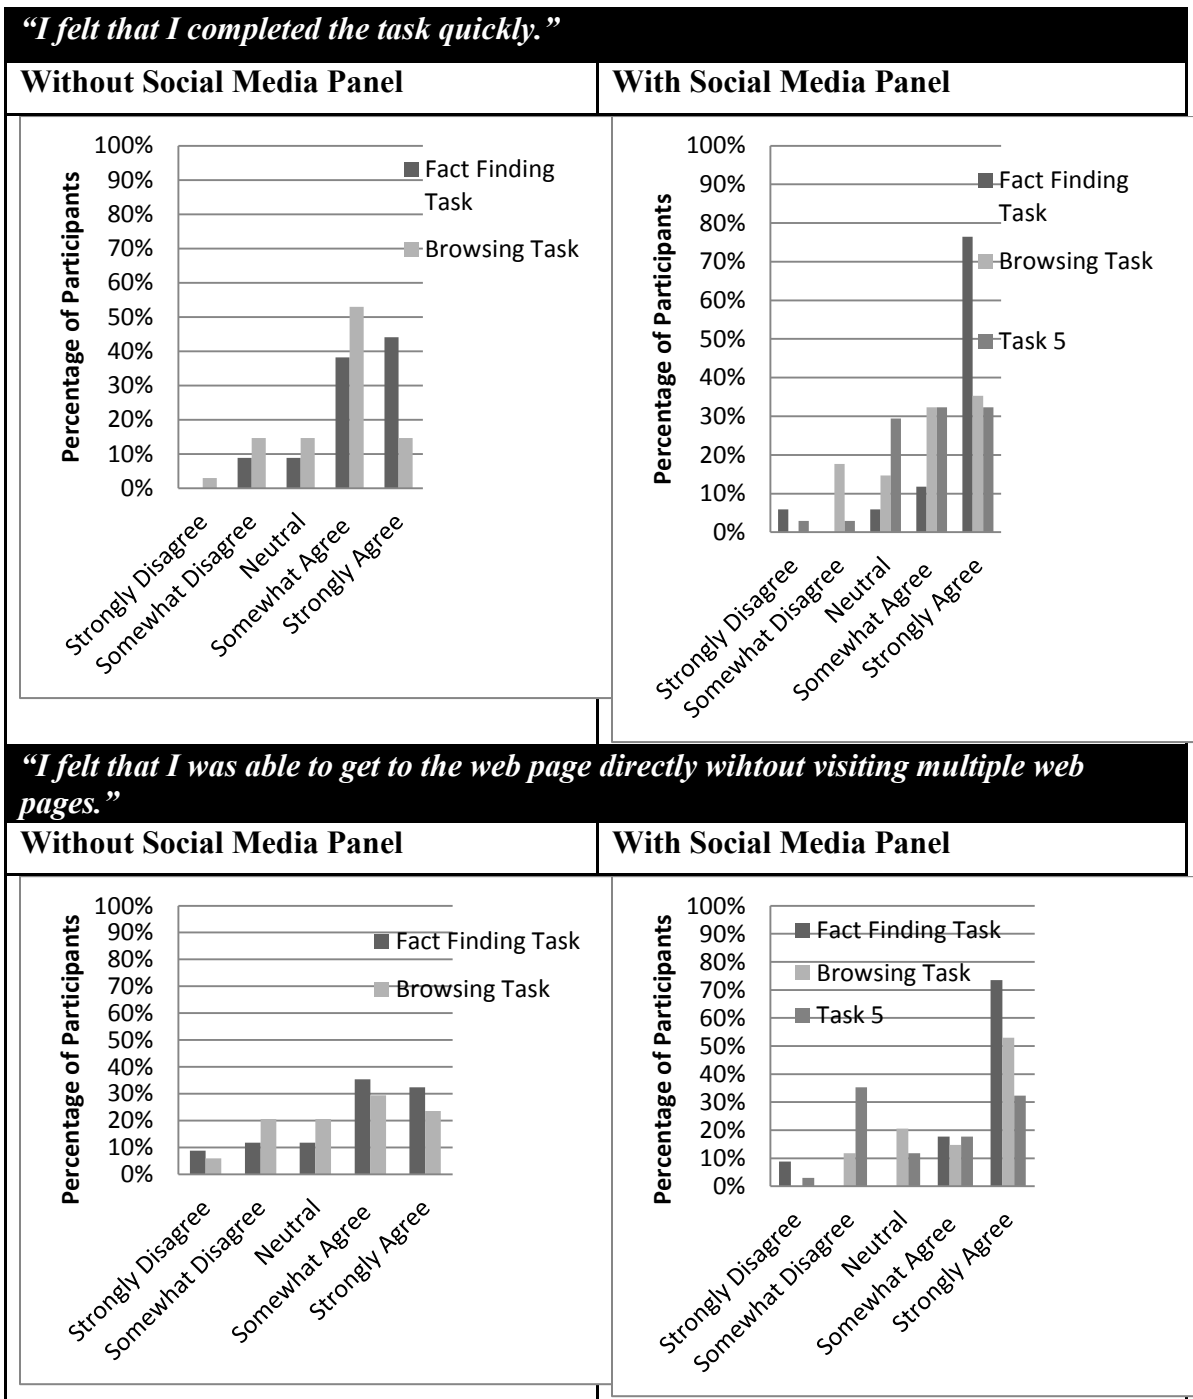 “I felt that I completed the task quickly.”
Without Social Media Panel
With Social Media Panel
100%
90%
80%
70%
60%
50%
40%
30%
20%
10%
0%
Percentage of Participants
Fact Finding
Task
Browsing Task
Strongly Disagree
Somewhat Disagree
Neutral
Somewhat Agree
Strongly Agree
100%
90%
80%
70%
60%
50%
40%
30%
20%
10%
0%
Percentage of Participants
Fact Finding
Task
Browsing Task
Task 5
Strongly Disagree
Somewhat Disagree
Neutral
Somewhat Agree
Strongly Agree
“I felt that I was able to get to the web page directly wihtout visiting multiple web
pages.”
Without Social Media Panel
With Social Media Panel
100%
90%
80%
70%
60%
50%
40%
30%
20%
10%
0%
Percentage of Participants
Fact Finding Task
Browsing Task
Strongly Disagree
Somewhat Disagree
Neutral
Somewhat Agree
Strongly Agree
100%
90%
80%
70%
60%
50%
40%
30%
20%
10%
0%
Percentage of Participants
Fact Finding Task
Browsing Task
Task 5
Strongly Disagree
Somewhat Disagree
Neutral
Somewhat Agree
Strongly Agree